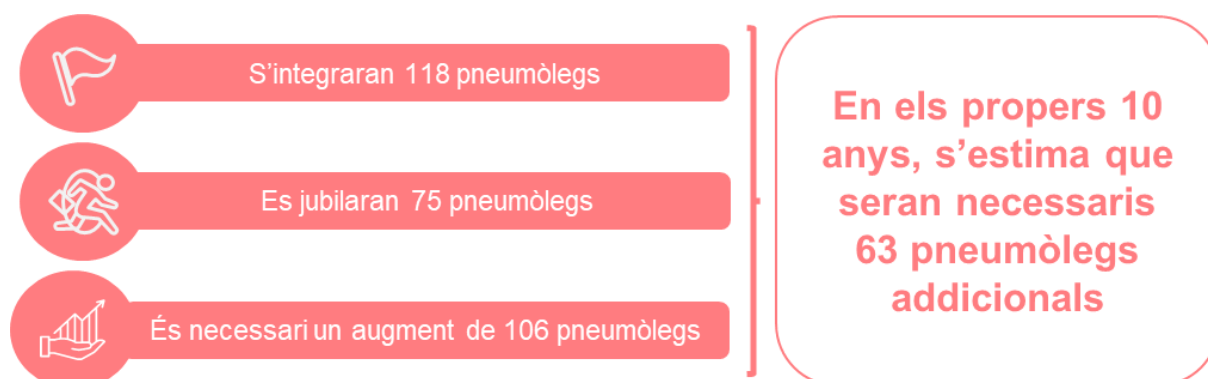 S'integraran 118 pneumòlegs
Es jubilaran 75 pneumòlegs
És necessari un augment de 106 pneumòlegs
En els propers 10
anys, s'estima que
seran necessaris
63 pneumòlegs
addicionals